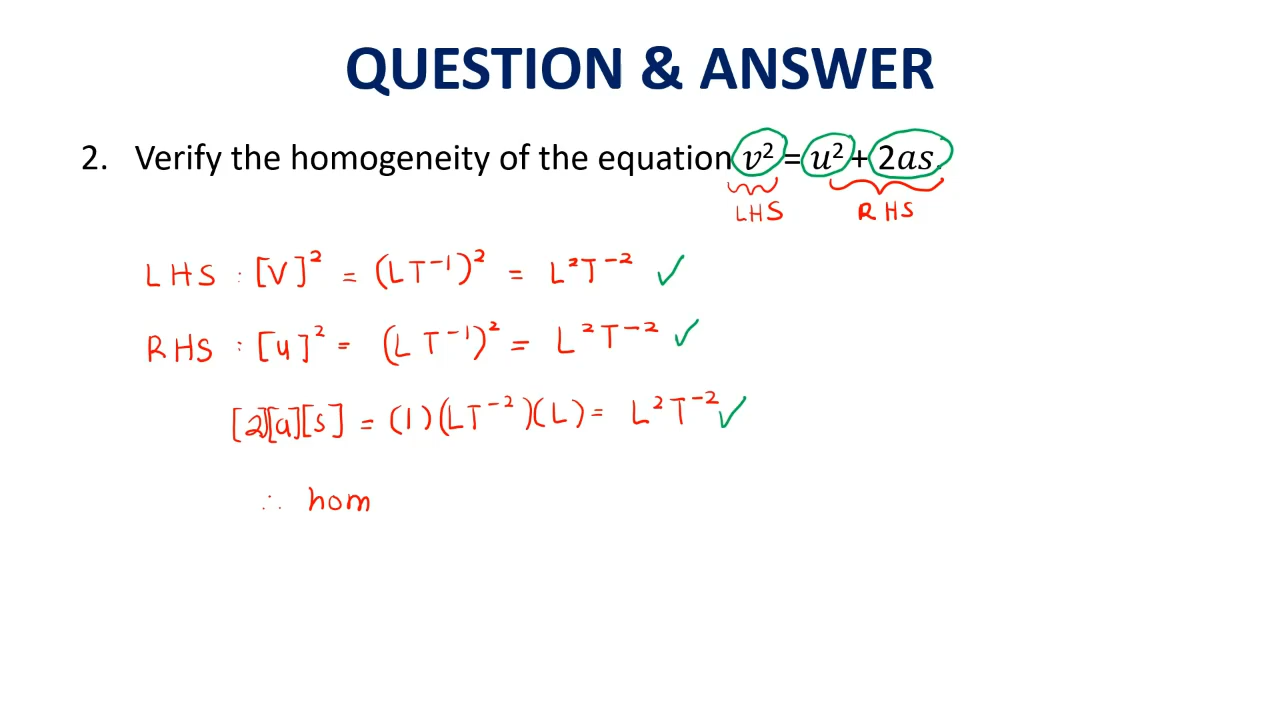 QUESTION & ANSWER
2. Verify the homogeneity of the equation v² = u² + 2as.
LHS RHS
LHS : [V]² = (LT⁻¹)² = L²T⁻² ✓
RHS : [u]² = (LT⁻¹)² = L²T⁻² ✓
[2][a][s] = (1)(LT⁻²)(L) = L²T⁻² ✓
∴ hom